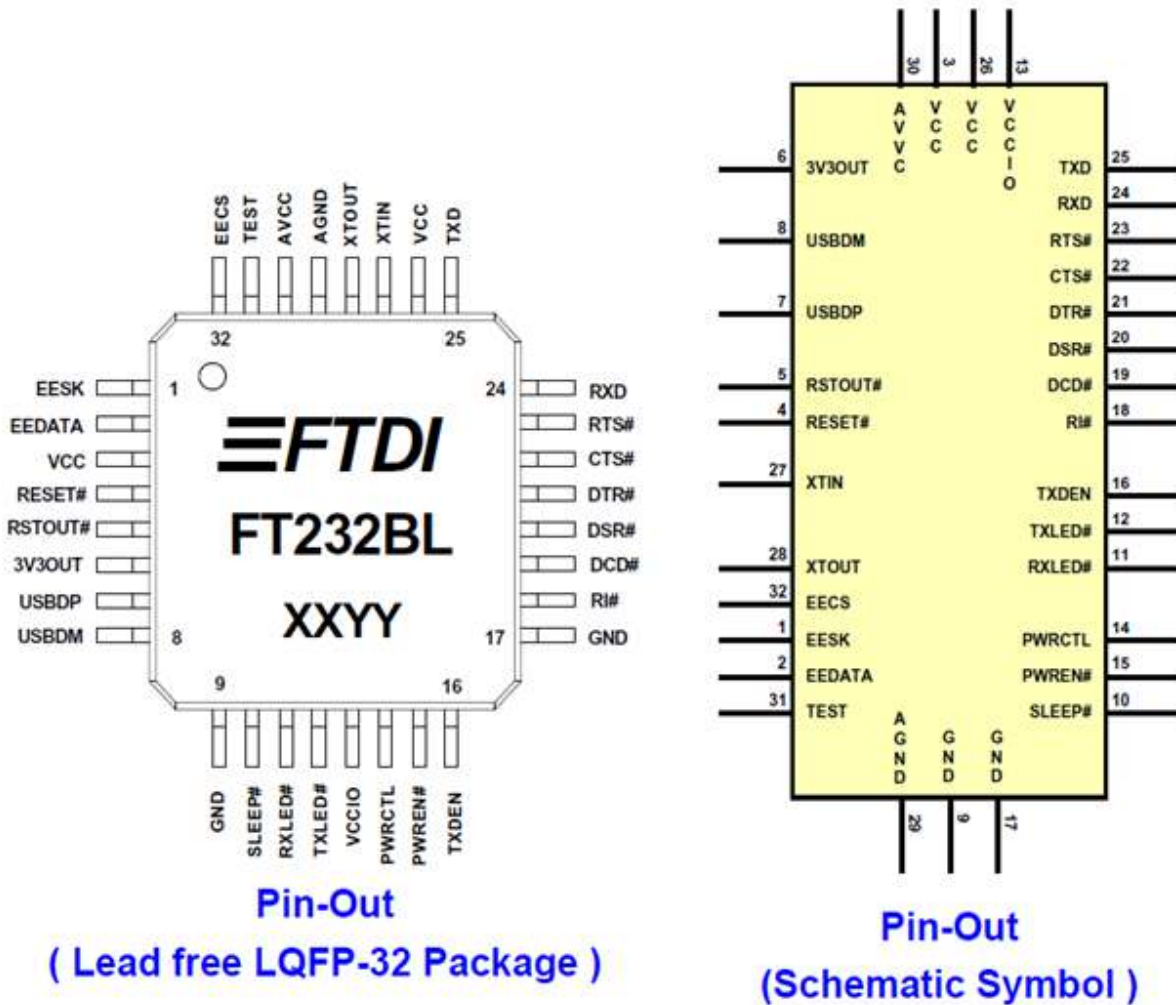 EECS
TEST
AVCC
AGND
XTOUT
XTIN
VCC
TXD
32
25
EESK
1
24
RXD
EEDATA
RTS#
VCC
CTS#
RESET#
DTR#
RSTOUT#
DSR#
3V3OUT
DCD#
USBDP
RI#
USBDM
8
17
GND
FTDI
FT232BL
XXYY
9
16
GND
SLEEP#
RXLED#
TXLED#
VCCIO
PWRCTL
PWREN#
TXDEN
Pin-Out
( Lead free LQFP-32 Package )
30
3
26
13
AVVC
VCC
VCC
VCCIO
6
3V3OUT
8
USBDM
7
USBDP
5
RSTOUT#
4
RESET#
27
XTIN
28
XTOUT
32
EECS
1
EESK
2
EEDATA
31
TEST
TXD
25
RXD
24
RTS#
23
CTS#
22
DTR#
21
DSR#
20
DCD#
19
RI#
18
TXDEN
16
TXLED#
12
RXLED#
11
PWRCTL
14
PWREN#
15
SLEEP#
10
AGND
GND
GND
29
9
17
Pin-Out
(Schematic Symbol )